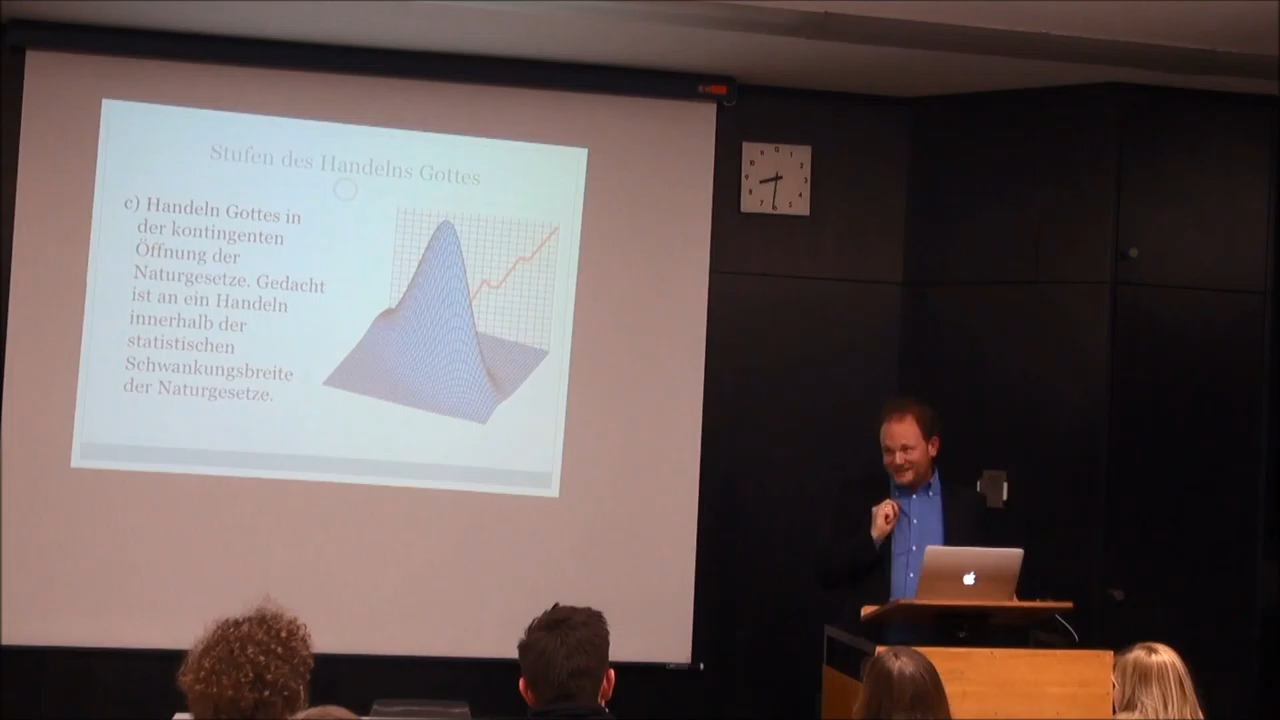 Stufen des Handelns Gottes
c) Handeln Gottes in
der kontingenten
Öffnung der
Naturgesetze. Gedacht
ist an ein Handeln
innerhalb der
statistischen
Schwankungsbreite
der Naturgesetze.